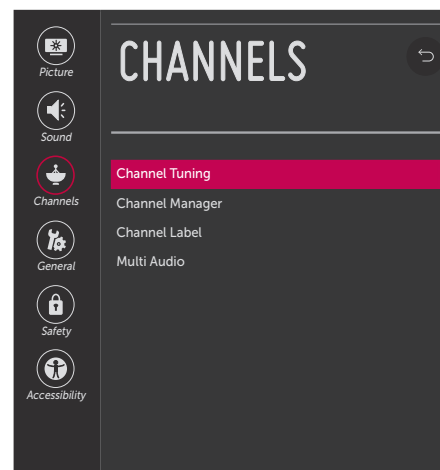 Picture
Sound
Channels
General
Safety
Accessibility
CHANNELS
Channel Tuning
Channel Manager
Channel Label
Multi Audio